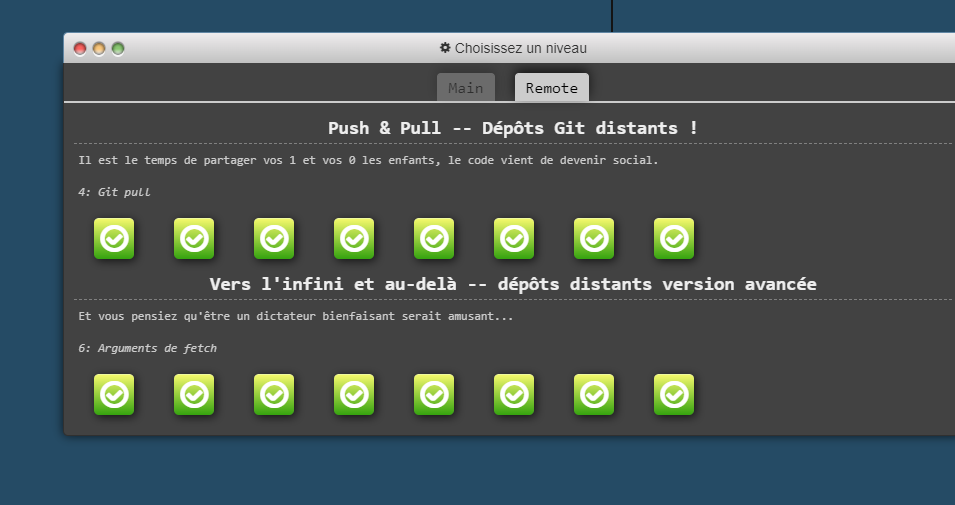 Choisissez un niveau
Main
Remote
Push & Pull -- Dépôts Git distants !
Il est le temps de partager vos 1 et vos 0 les enfants, le code vient de devenir social.
4: Git pull
Vers l'infini et au-delà -- dépôts distants version avancée
Et vous pensiez qu'être un dictateur bienfaisant serait amusant...
6: Arguments de fetch